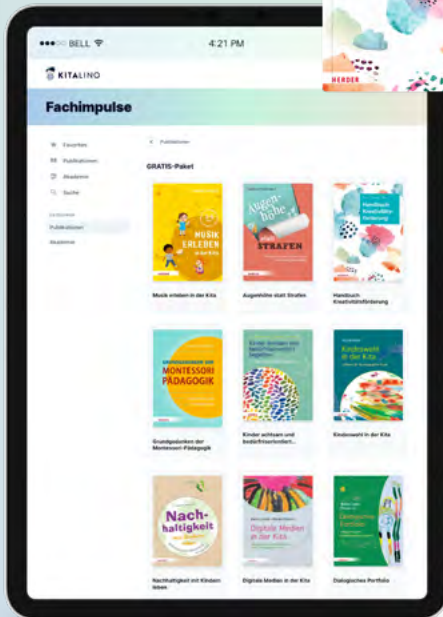 HERDER
BELL
4:21 PM
KITALINO
Fachimpulse
Favoriten
Publikationen
Akademie
Suche
Publikationen
Akademie
Publikationen
GRATIS-Paket
MUSIK
ERLEBEN
in der Kita
Augen-
höhe
statt
STRAFEN
Handbuch
Kreativitäts-
förderung
Musik erleben in der Kita
Augenhöhe statt Strafen
Handbuch
Kreativitätsförderung
GRUNDGEDANKEN DER
MONTESSORI
PÄDAGOGIK
Kinder achtsam und
bedürfnisorientiert
begleiten
Kindeswohl
in der Kita
Grundgedanken der
Montessori-Pädagogik
Kinder achtsam und
bedürfnisorientiert...
Kindeswohl in der Kita
Nach-
haltigkeit
Digitale Medien
in der Kita
Dialogisches
Portfolio
Nachhaltigkeit mit Kindern
leben
Digitale Medien in der Kita
Dialogisches Portfolio